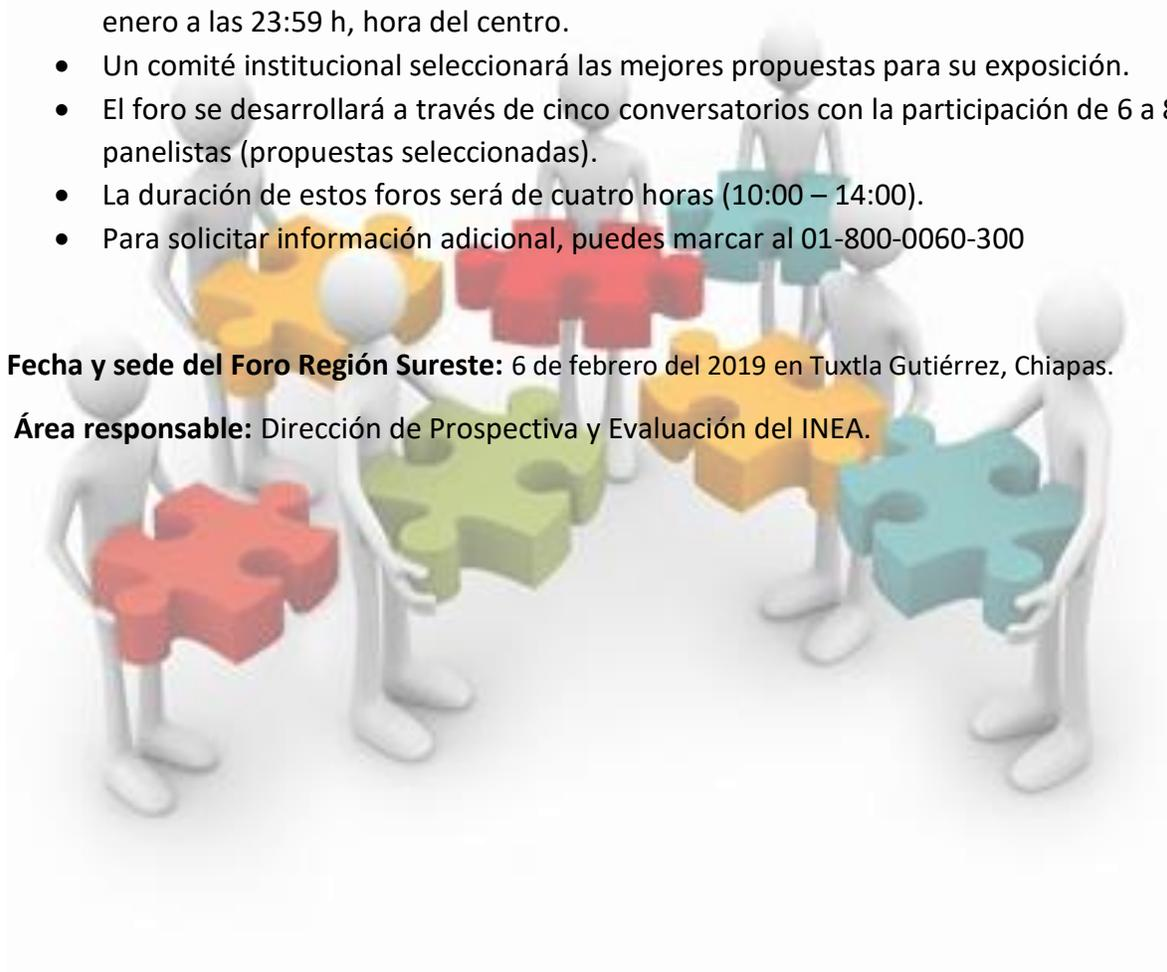 enero a las 23:59 h, hora del centro.
• Un comité institucional seleccionará las mejores propuestas para su exposición.
• El foro se desarrollará a través de cinco conversatorios con la participación de 6 a
panelistas (propuestas seleccionadas).
• La duración de estos foros será de cuatro horas (10:00 – 14:00).
• Para solicitar información adicional, puedes marcar al 01-800-0060-300
Fecha y sede del Foro Región Sureste: 6 de febrero del 2019 en Tuxtla Gutiérrez, Chiapas.
Área responsable: Dirección de Prospectiva y Evaluación del INEA.